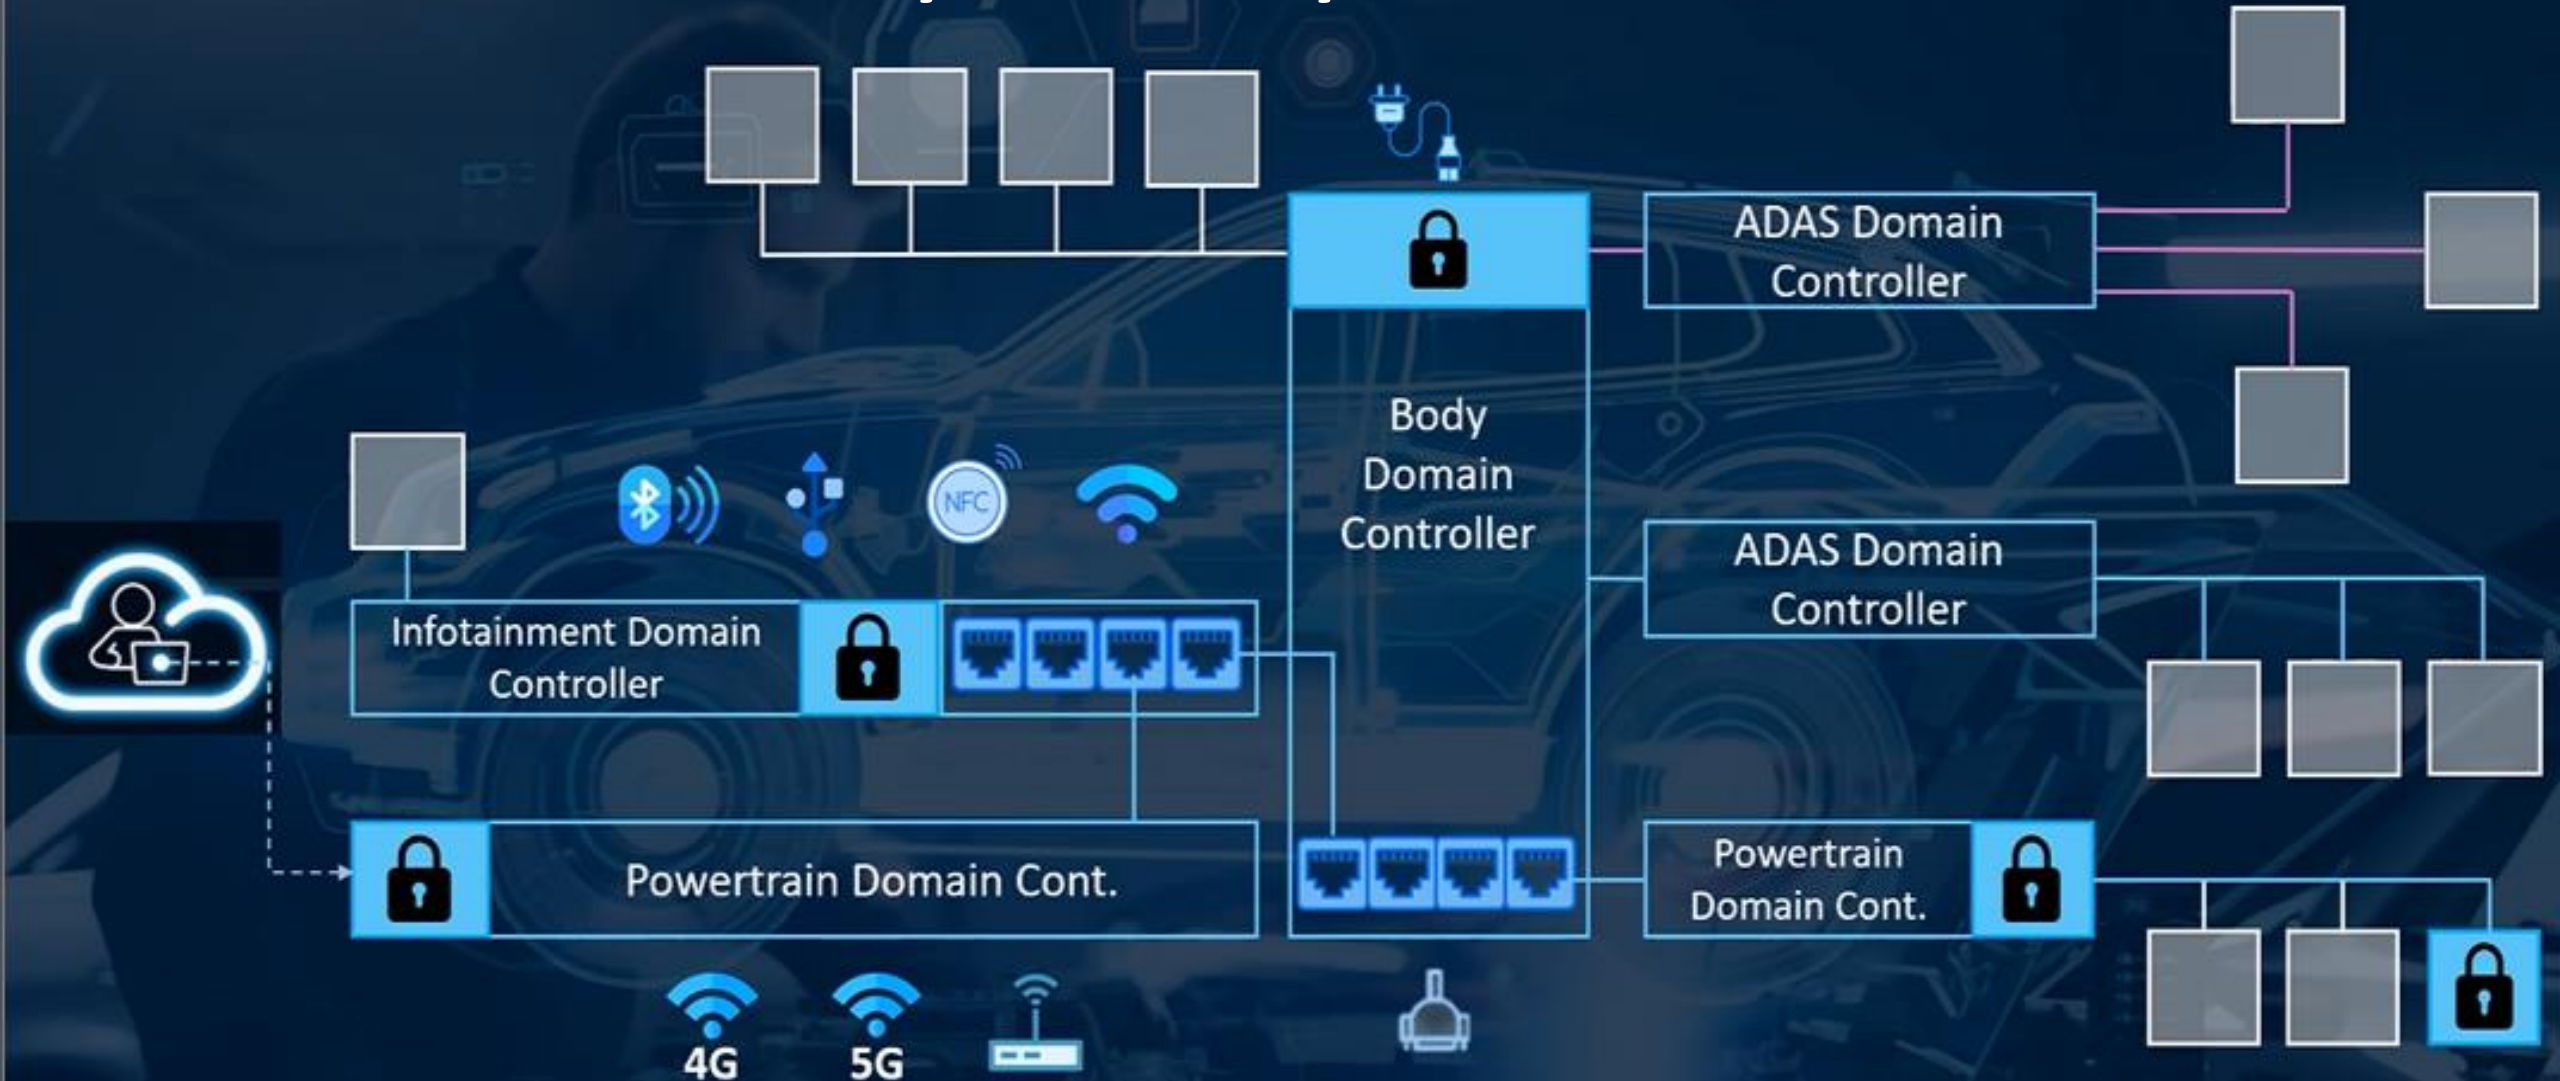 ADAS Domain
Controller
Body
Domain
Controller
NFC
ADAS Domain
Controller
Infotainment Domain
Controller
Powertrain Domain Cont.
Powertrain
Domain Cont.
4G
5G